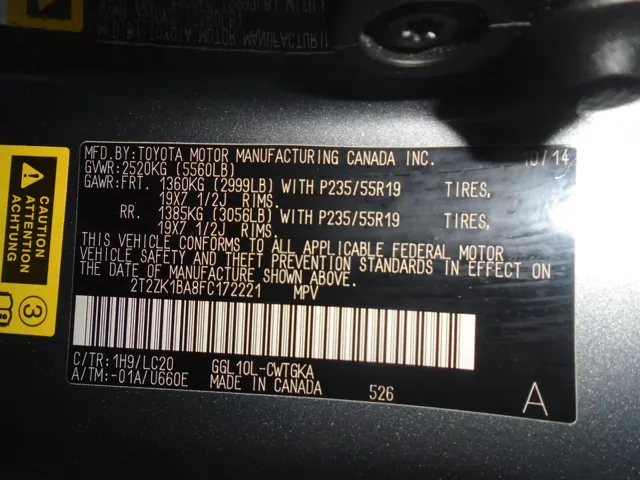 MFD.BY:TOYOTA MOTOR MANUFACTURING CANADA INC. 10/14
GVWR:2520KG (5560LB)
GAWR:FRT. 1360KG (2999LB) WITH P235/55R19 TIRES,
19X7 1/2J RIMS.
RR. 1385KG (3056LB) WITH P235/55R19 TIRES,
19X7 1/2J RIMS.
THIS VEHICLE CONFORMS TO ALL APPLICABLE FEDERAL MOTOR
VEHICLE SAFETY AND THEFT PREVENTION STANDARDS IN EFFECT ON
THE DATE OF MANUFACTURE SHOWN ABOVE.
2T2ZK1BA8FC172221 MPV
C/TR:1H9/LC20 GGL10L-CWTGKA
A/TM:-01A/U660E MADE IN CANADA 526 A
CAUTION
ATTENTION
ACHTUNG
3